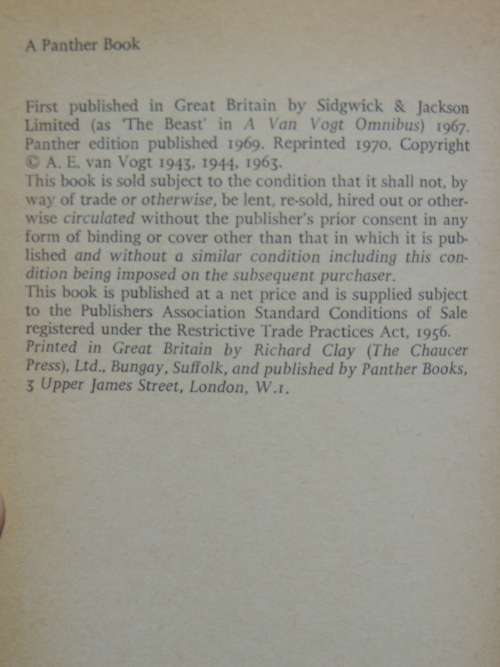 A Panther Book
First published in Great Britain by Sidgwick & Jackson
Limited (as 'The Beast' in A Van Vogt Omnibus) 1967.
Panther edition published 1969. Reprinted 1970. Copyright
© A. E. van Vogt 1943, 1944, 1963.
This book is sold subject to the condition that it shall not, by
way of trade or otherwise, be lent, re-sold, hired out or other-
wise circulated without the publisher's prior consent in any
form of binding or cover other than that in which it is pub-
lished and without a similar condition including this con-
dition being imposed on the subsequent purchaser.
This book is published at a net price and is supplied subject
to the Publishers Association Standard Conditions of Sale
registered under the Restrictive Trade Practices Act, 1956.
Printed in Great Britain by Richard Clay (The Chaucer
Press), Ltd., Bungay, Suffolk, and published by Panther Books,
3 Upper James Street, London, W.1.